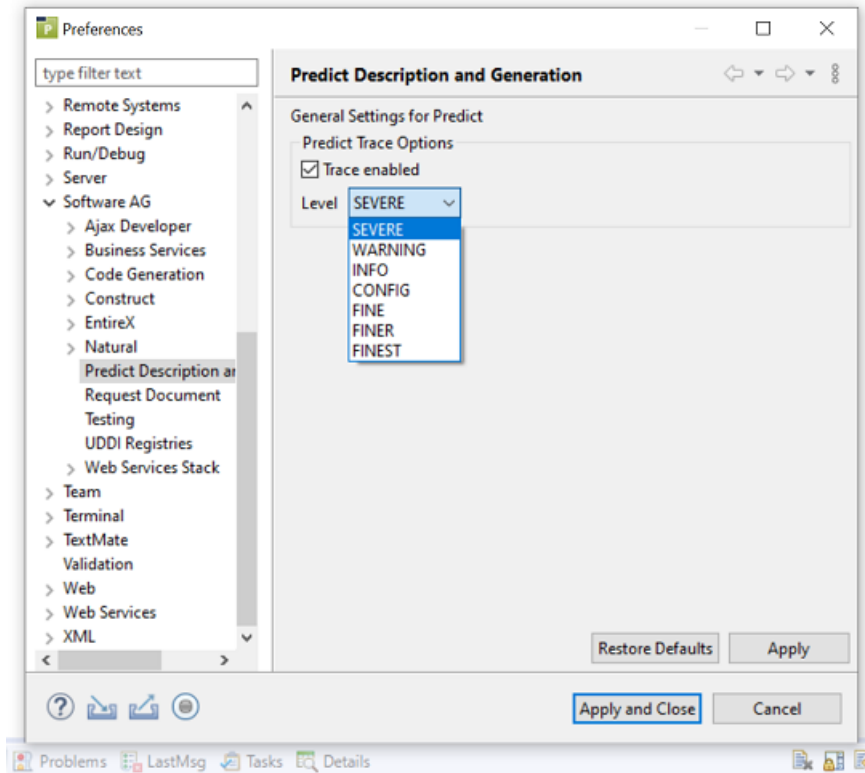 Preferences
type filter text
Remote Systems
Report Design
Run/Debug
Server
Software AG
Ajax Developer
Business Services
Code Generation
Construct
EntireX
Natural
Predict Description ar
Request Document
Testing
UDDI Registries
Web Services Stack
Team
Terminal
TextMate
Validation
Web
Web Services
XML
Predict Description and Generation
General Settings for Predict
Predict Trace Options
Trace enabled
Level SEVERE
SEVERE
WARNING
INFO
CONFIG
FINE
FINER
FINEST
Restore Defaults Apply
Apply and Close Cancel
Problems LastMsg Tasks Details